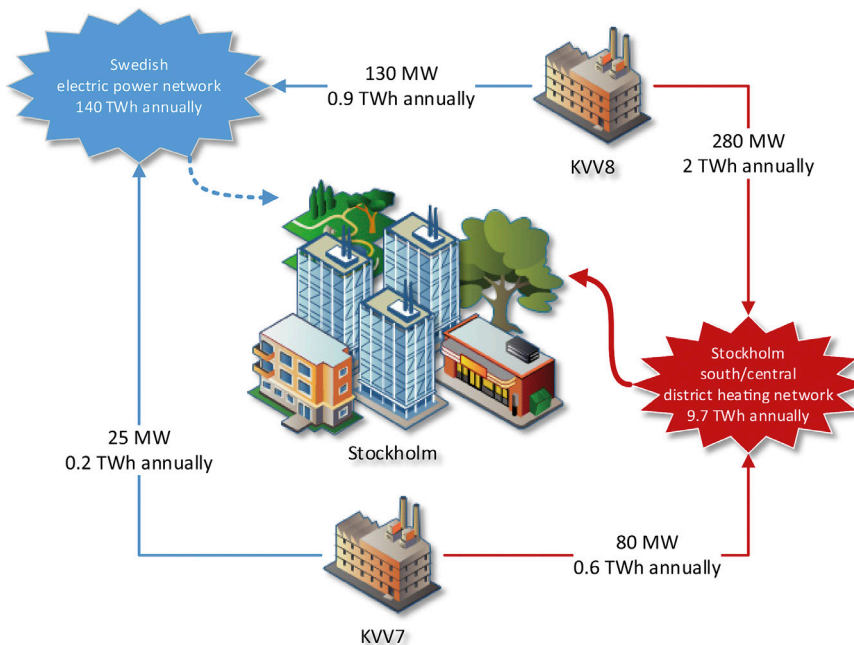 Swedish
electric power network
140 TWh annually
130 MW
0.9 TWh annually
KVV8
280 MW
2 TWh annually
Stockholm
south/central
district heating network
9.7 TWh annually
Stockholm
25 MW
0.2 TWh annually
80 MW
0.6 TWh annually
KVV7